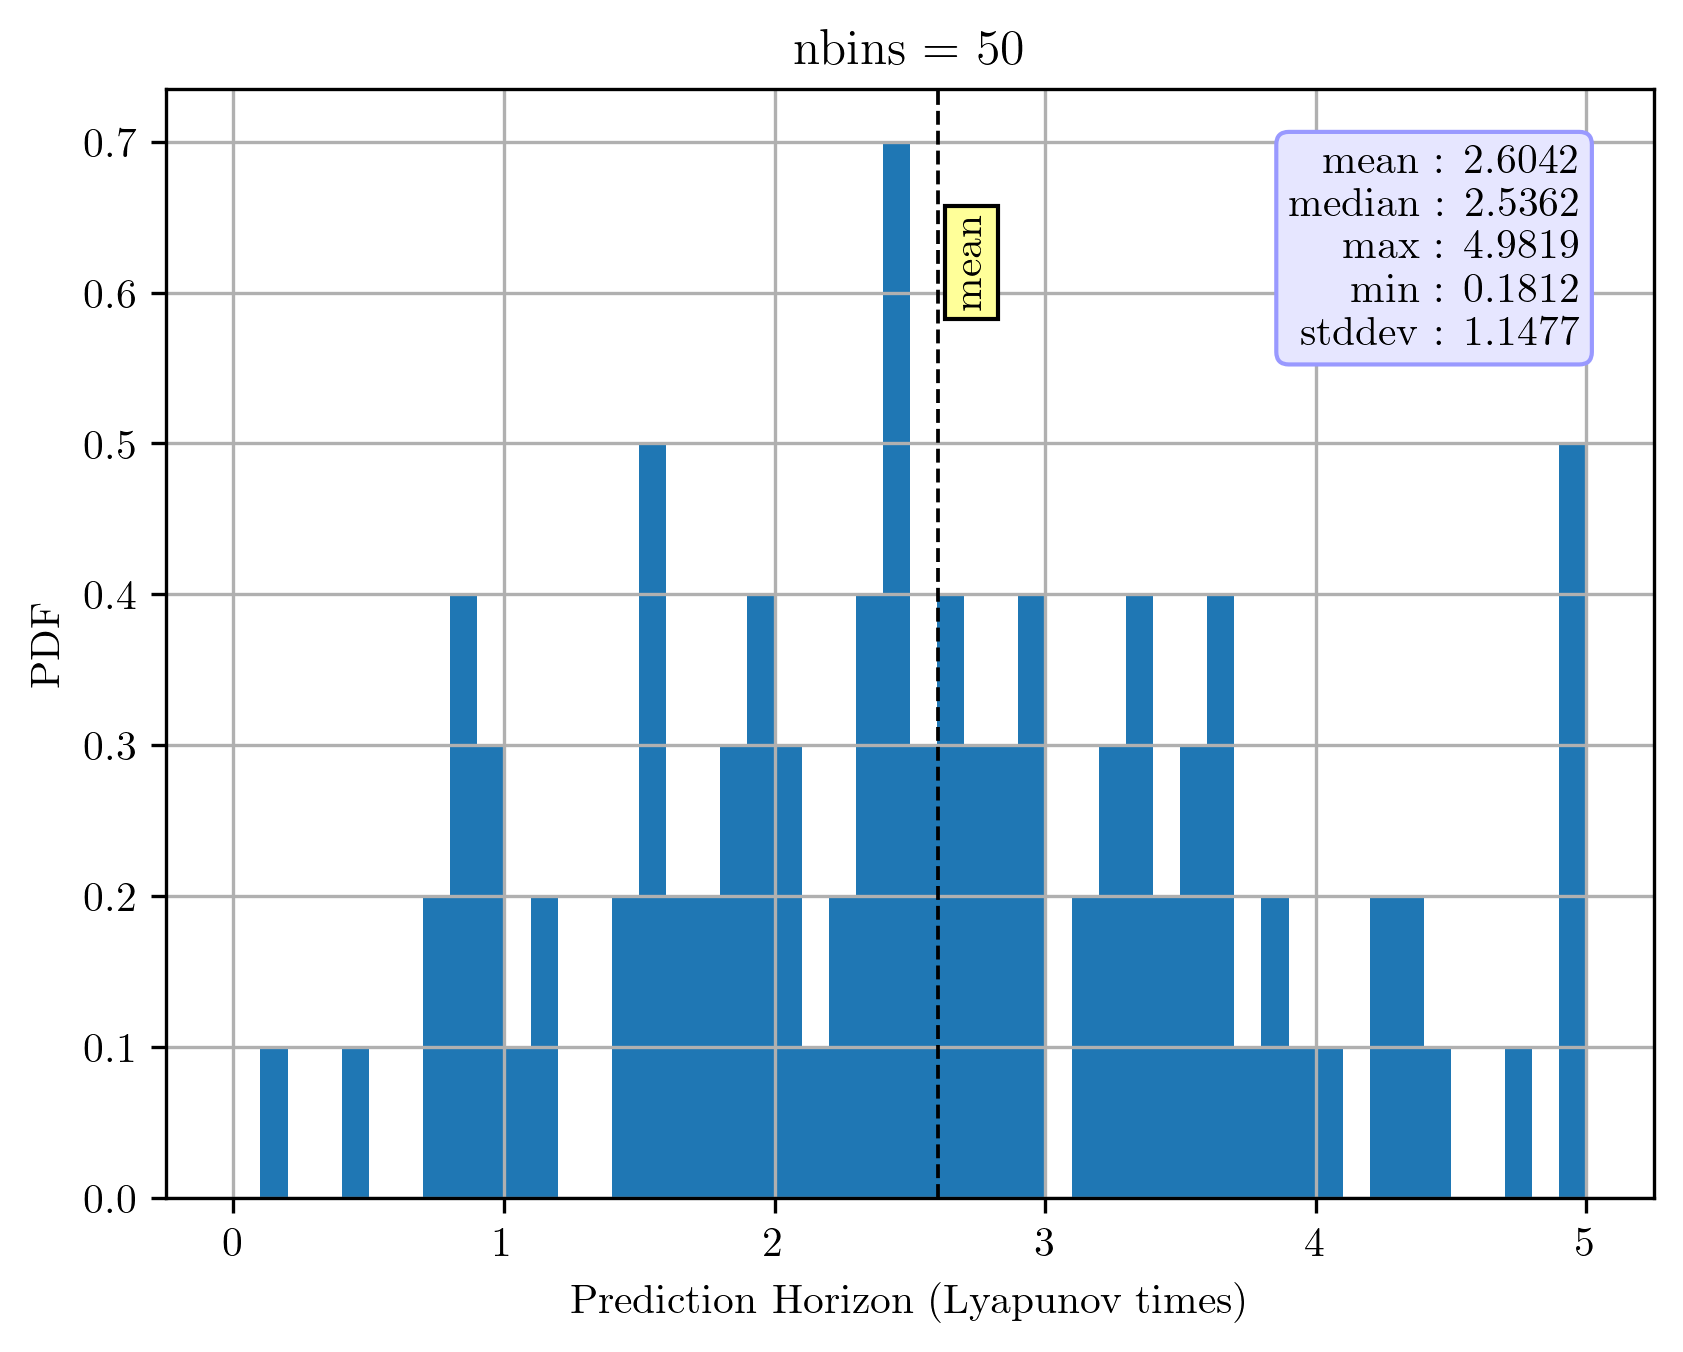 nbins = 50
mean : 2.6042
median : 2.5362
max : 4.9819
min : 0.1812
stddev : 1.1477
mean
PDF
0.7
0.6
0.5
0.4
0.3
0.2
0.1
0.0
0 1 2 3 4 5
Prediction Horizon (Lyapunov times)